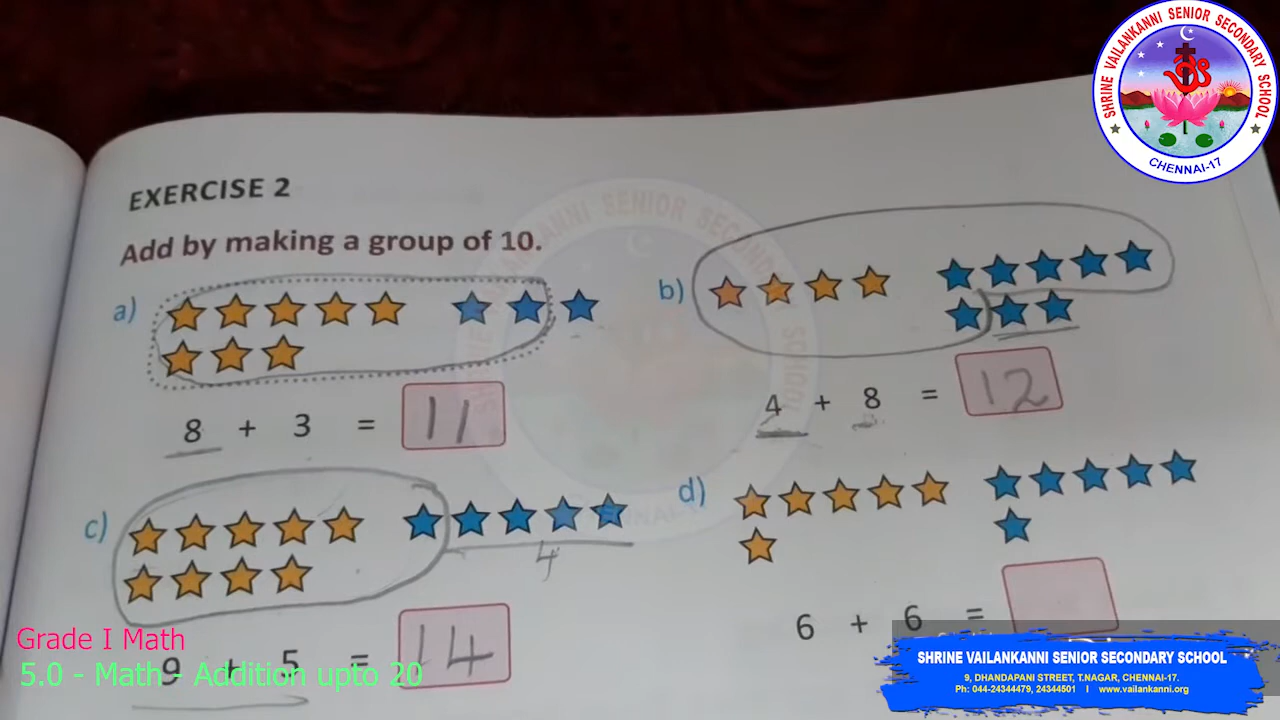 SHRINE VAILANKANNI SENIOR SECONDARY SCHOOL
CHENNAI-17
EXERCISE 2
Add by making a group of 10.
a)
8 + 3 = 11
b)
4 + 8 = 12
c)
4
9 + 5 = 14
d)
6 + 6 =
Grade I Math
5.0 - Math - Addition upto 20
SHRINE VAILANKANNI SENIOR SECONDARY SCHOOL
9, DHANDAPANI STREET, T.NAGAR, CHENNAI-17.
Ph: 044-24344479, 24344501 I www.vailankanni.org